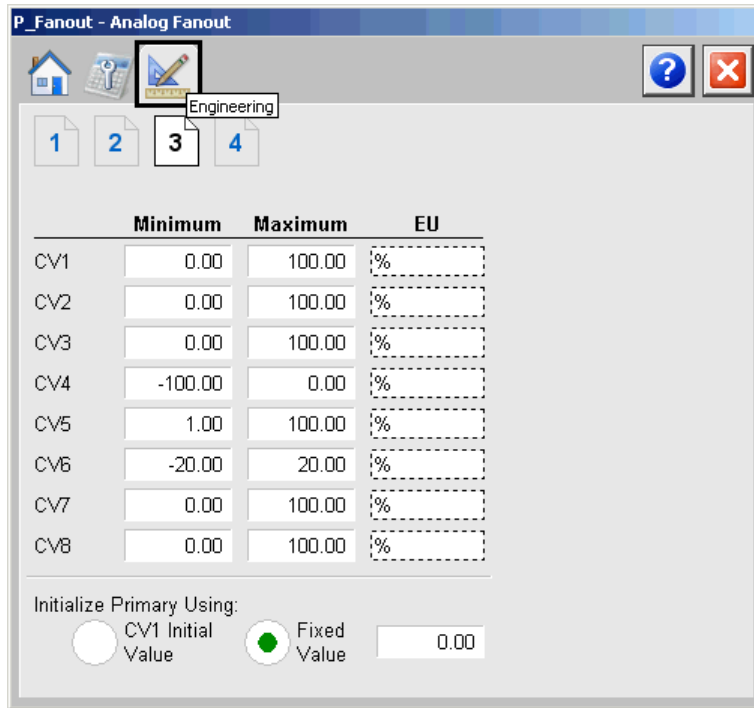 P_Fanout - Analog Fanout
?
Engineering
1 2 3 4
Minimum Maximum EU
CV1 0.00 100.00 %
CV2 0.00 100.00 %
CV3 0.00 100.00 %
CV4 -100.00 0.00 %
CV5 1.00 100.00 %
CV6 -20.00 20.00 %
CV7 0.00 100.00 %
CV8 0.00 100.00 %
Initialize Primary Using:
CV1 Initial Value
Fixed Value
0.00